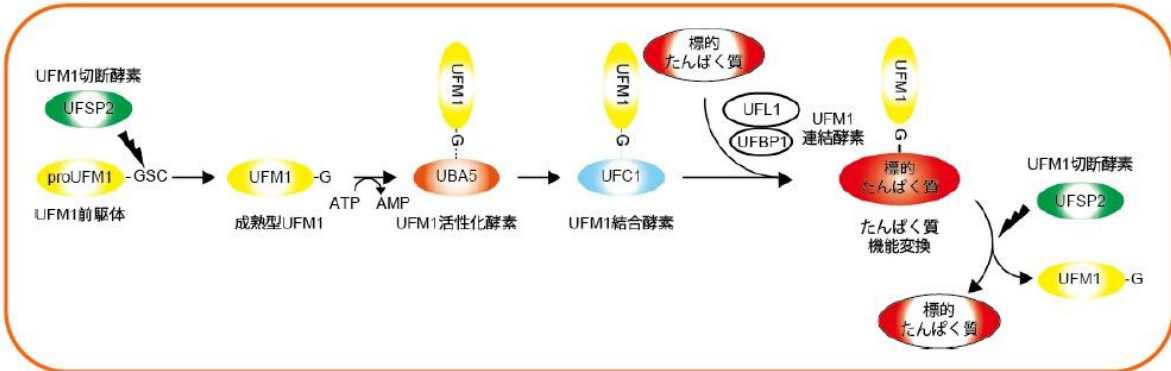 UFM1切断酵素
UFSP2
proUFM1
-GSC
UFM1前駆体
UFM1
-G
成熟型UFM1
ATP
AMP
UFM1
G
UBA5
UFM1活性化酵素
UFM1
G
UFC1
UFM1結合酵素
標的
たんぱく質
UFL1
UFBP1
UFM1
連結酵素
UFM1
G
標的
たんぱく質
たんぱく質
機能変換
UFM1切断酵素
UFSP2
UFM1
-G
標的
たんぱく質